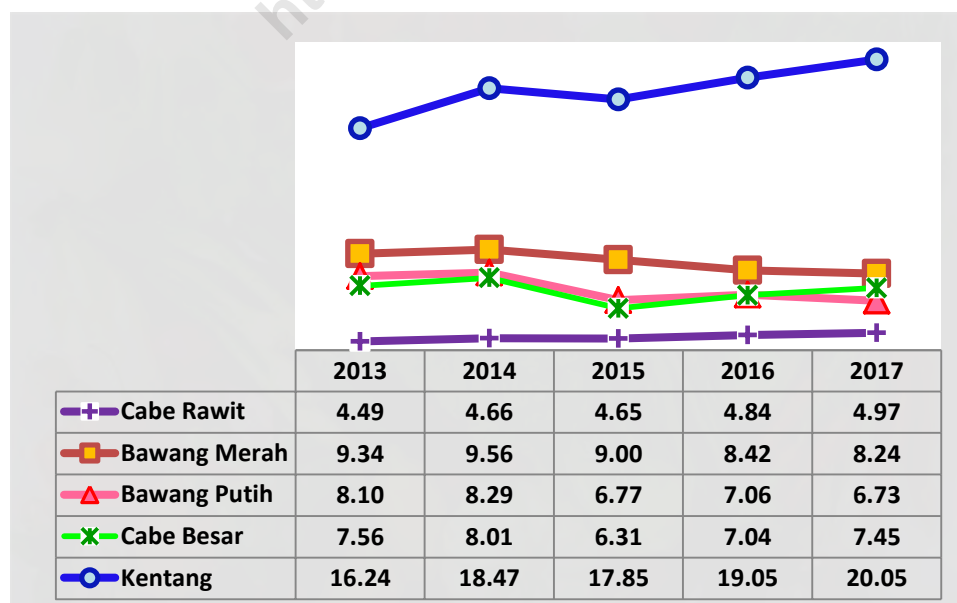 2013 2014 2015 2016 2017
Cabe Rawit 4.49 4.66 4.65 4.84 4.97
Bawang Merah 9.34 9.56 9.00 8.42 8.24
Bawang Putih 8.10 8.29 6.77 7.06 6.73
Cabe Besar 7.56 8.01 6.31 7.04 7.45
Kentang 16.24 18.47 17.85 19.05 20.05